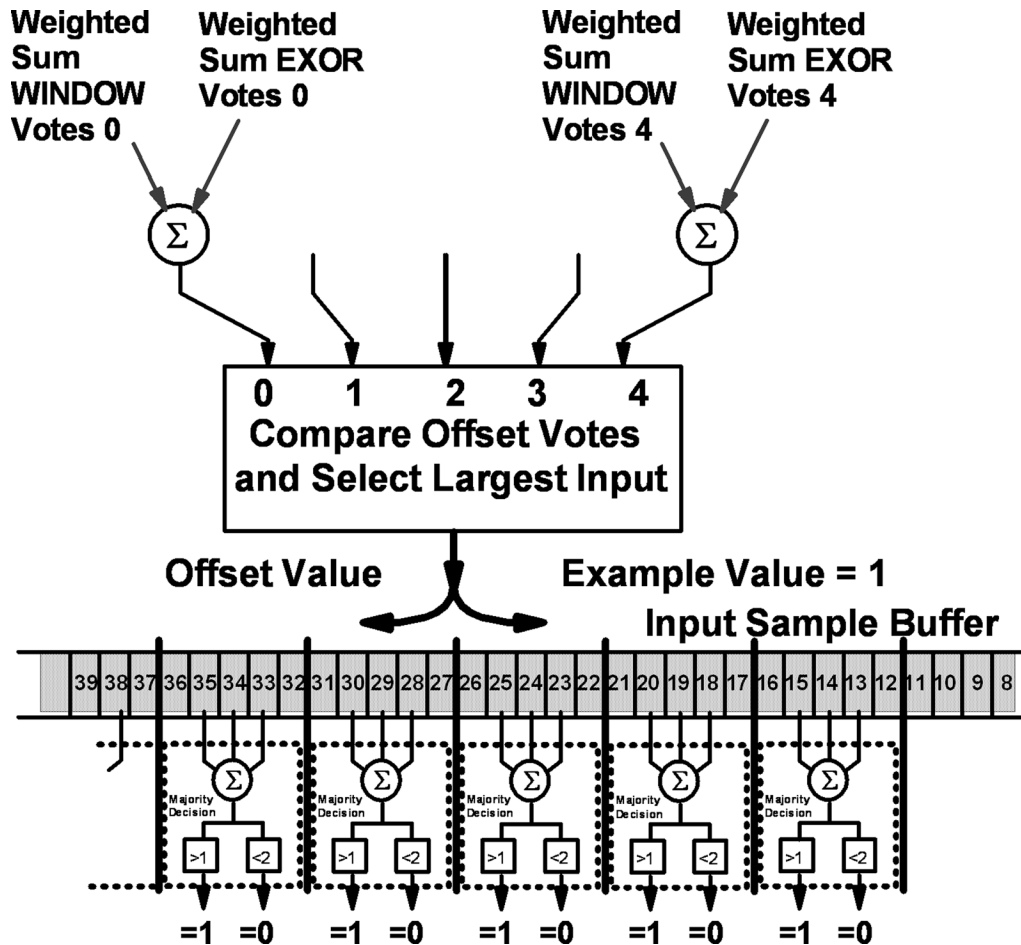 Weighted
Sum
WINDOW
Votes 0
Weighted
Sum EXOR
Votes 0
Weighted
Sum
WINDOW
Votes 4
Weighted
Sum EXOR
Votes 4
Σ
Σ
0 1 2 3 4
Compare Offset Votes
and Select Largest Input
Offset Value
Example Value = 1
Input Sample Buffer
39 38 37 36 35 34 33 32 31 30 29 28 27 26 25 24 23 22 21 20 19 18 17 16 15 14 13 12 11 10 9 8
Σ Σ Σ Σ Σ
Majority
Decision
Majority
Decision
Majority
Decision
Majority
Decision
Majority
Decision
>1 <2 >1 <2 >1 <2 >1 <2 >1 <2
=1 =0 =1 =0 =1 =0 =1 =0 =1 =0